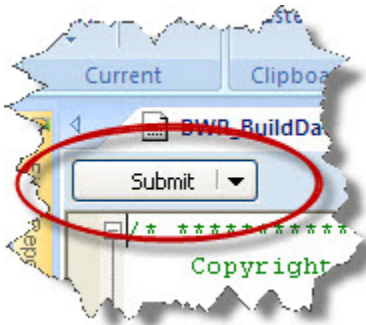 Current Clipboa
BWP_BuildDa
Submit
/* ************
Copyright